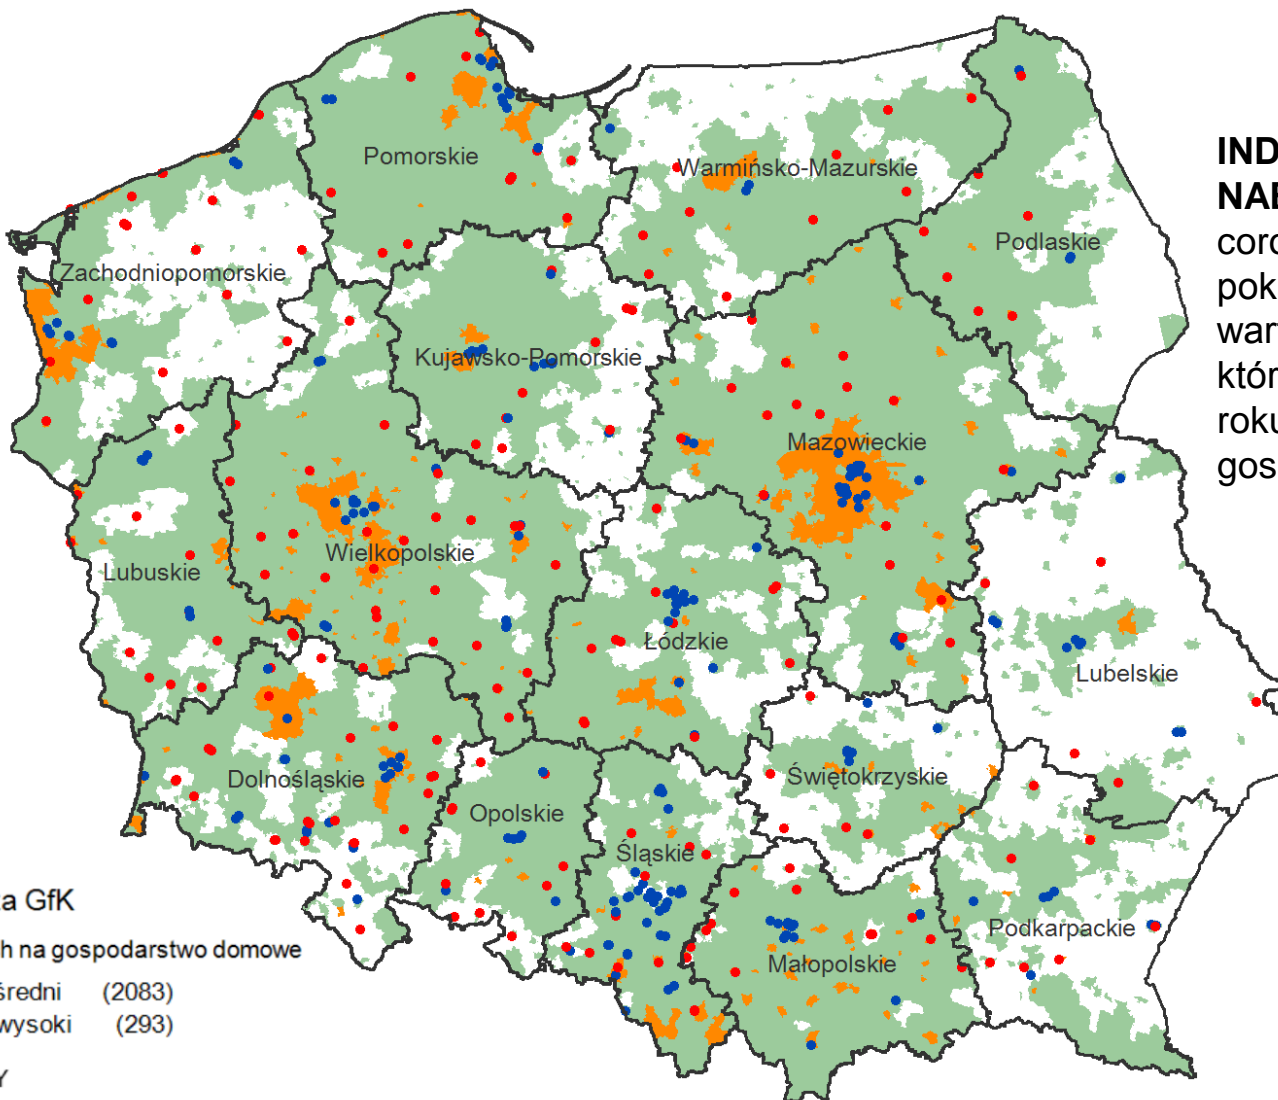 Pomorskie
Warmińsko-Mazurskie
Podlaskie
Zachodniopomorskie
Kujawsko-Pomorskie
Mazowieckie
Wielkopolskie
Lubuskie
Łódzkie
Lubelskie
Dolnośląskie
Świętokrzyskie
Opolskie
Śląskie
Podkarpackie
Małopolskie
IND
NAB
coro
pok
war
któr
roku
gos
a GfK
h na gospodarstwo domowe
średni (2083)
wysoki (293)
Y